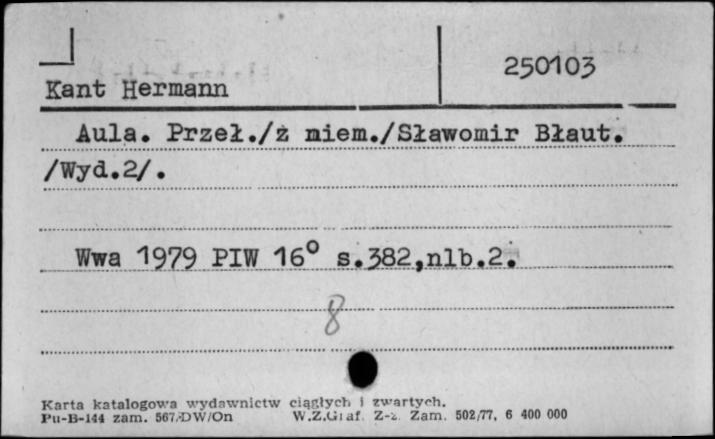 250103
Kant Hermann
Aula. Przeł./z niem./Sławomir Błaut.
/Wyd.2/.
Wwa 1979 PIW 16° s.382,nlb.2.
8
Karta katalogowa wydawnictw ciągłych i zwartych.
Pu-B-144 zam. 567/DW/On W.Z.Graf. Z-2. Zam. 502/77, 6 400 000